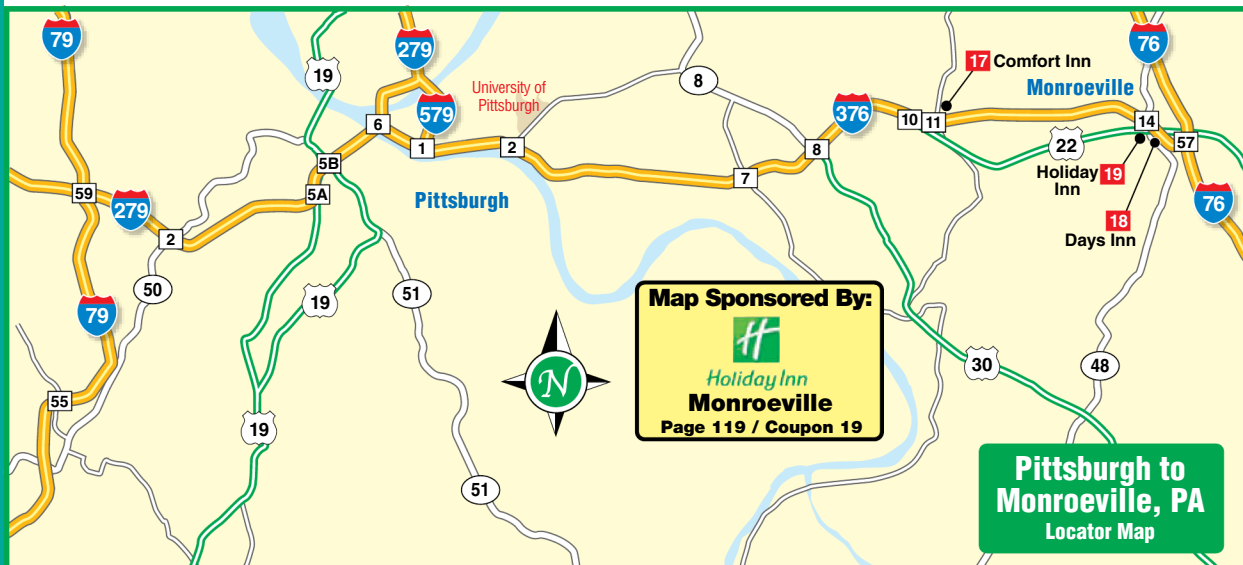 79
19
279
76
8
17 Comfort Inn
Monroeville
University of
Pittsburgh
579
6
376
10
11
14
1
2
8
22
57
5B
Holiday 19
Inn
7
59
5A
Pittsburgh
279
76
18
Days Inn
2
50
51
19
79
Map Sponsored By:
H
Holiday Inn
Monroeville
Page 119 / Coupon 19
N
30
48
55
19
51
Pittsburgh to
Monroeville, PA
Locator Map